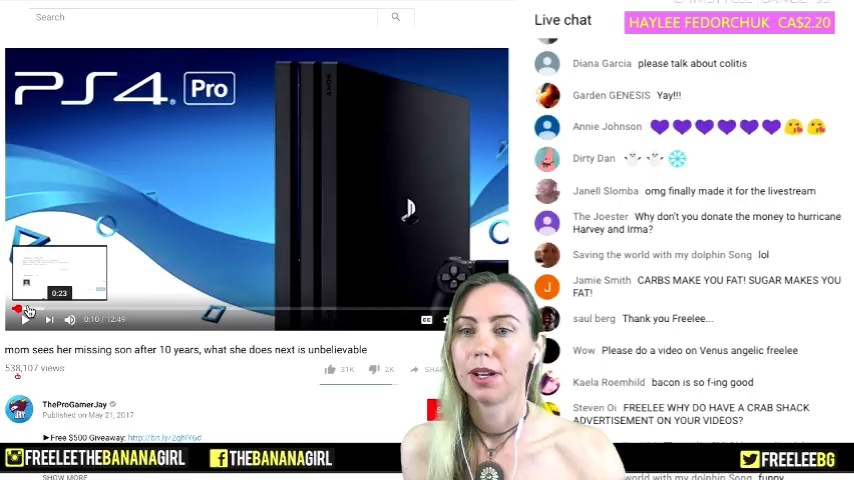 Search
Live chat
HAYLEE FEDORCHUK CA$2.20
PS4 Pro
SONY
Diana Garcia please talk about colitis
Garden GENESIS Yay!!!
Annie Johnson
Dirty Dan
Janell Slomba omg finally made it for the livestream
The Joester Why don't you donate the money to hurricane
Harvey and Irma?
Saving the world with my dolphin Song lol
Jamie Smith CARBS MAKE YOU FAT! SUGAR MAKES YOU
FAT!
saul berg Thank you Freelee...
Wow Please do a video on Venus angelic freelee
Kaela Roemhild bacon is so f-ing good
Steven Oi FREELEE WHY DO HAVE A CRAB SHACK
ADVERTISEMENT ON YOUR VIDEOS?
0:23
0:10 / 12:49
CC
mom sees her missing son after 10 years, what she does next is unbelievable
538,107 views
31K
2K
SHA
TheProGamerJay
Published on May 21, 2017
►Free $500 Giveaway:
FREELEETHEBANANAGIRL
THEBANANAGIRL
FREELEEBG
SHOW MORE
ng the world with my dolphin Song funny